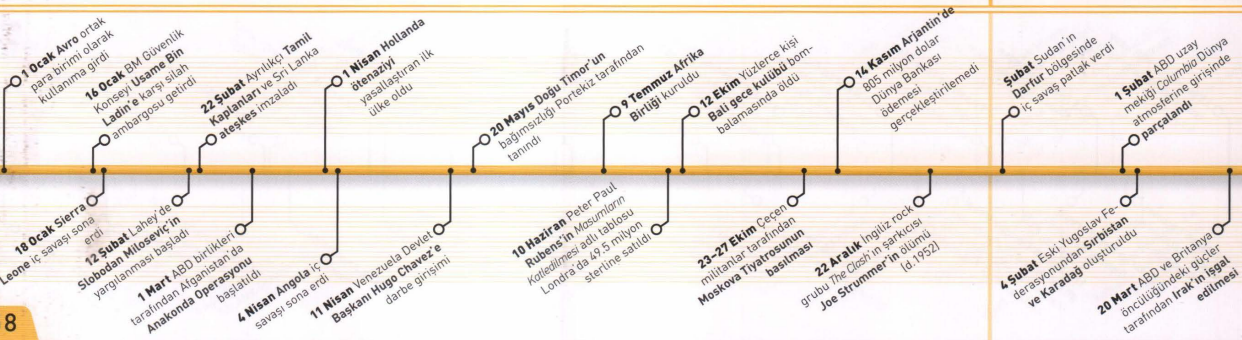 1 Ocak Avro ortak
para birimi olarak
kullanıma girdi
16 Ocak BM Güvenlik
Konseyi Usame Bin
Ladin'e karşı silah
ambargosu getirdi
22 Şubat Ayrılıkçı Tamil
Kaplanları ve Sri Lanka
ateşkes imzaladı
1 Nisan Hollanda
ötenaziyi
yasallaştıran ilk
ülke oldu
20 Mayıs Doğu Timor'un
bağımsızlığı Portekiz tarafından
tanındı
9 Temmuz Afrika
Birliği kuruldu
12 Ekim Yüzlerce kişi
Bali gece kulübü bom-
balamasında öldü
14 Kasım Arjantin'de
805 milyon dolar
Dünya Bankası
ödemesi
gerçekleştirilemedi
Şubat Sudan'ın
Darfur bölgesinde
iç savaş patlak verdi
1 Şubat ABD uzay
mekiği Columbia Dünya
atmosferine girişinde
parçalandı
18 Ocak Sierra
Leone iç savaşı sona
erdi
12 Şubat Lahey'de
Slobodan Miloseviç'in
yargılanması başladı
1 Mart ABD birlikleri
tarafından Afganistan'da
Anakonda Operasyonu
başlatıldı
4 Nisan Angola iç
savaşı sona erdi
11 Nisan Venezuela Devlet
Başkanı Hugo Chavez'e
darbe girişimi
10 Haziran Peter Paul
Rubens'in Masumların
Katledilmesi adlı tablosu
Londra'da 49.5 milyon
sterline satıldı
23–27 Ekim Çeçen
militanlar tarafından
Moskova Tiyatrosunun
basılması
22 Aralık İngiliz rock
grubu The Clash'in şarkıcısı
Joe Strummer'in ölümü
(d.1952)
4 Şubat Eski Yugoslav Fe-
derasyonundan Sırbistan
ve Karadağ oluşturuldu
20 Mart ABD ve Britanya
öncülüğündeki güçler
tarafından Irak'ın işgal
edilmesi
8